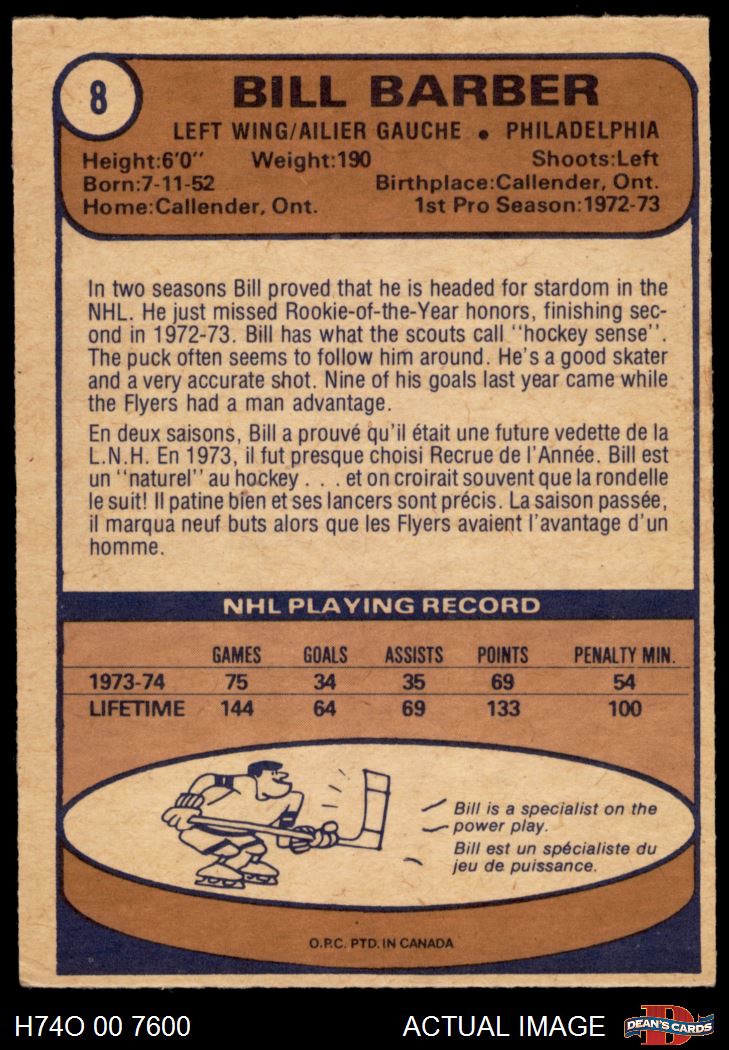 8
BILL BARBER
LEFT WING/AILIER GAUCHE • PHILADELPHIA
Height:6'0" Weight:190 Shoots:Left
Born:7-11-52 Birthplace:Callender, Ont.
Home:Callender, Ont. 1st Pro Season:1972-73
In two seasons Bill proved that he is headed for stardom in the
NHL. He just missed Rookie-of-the-Year honors, finishing sec-
ond in 1972-73. Bill has what the scouts call "hockey sense".
The puck often seems to follow him around. He's a good skater
and a very accurate shot. Nine of his goals last year came while
the Flyers had a man advantage.
En deux saisons, Bill a prouvé qu'il était une future vedette de la
L.N.H. En 1973, il fut presque choisi Recrue de l'Année. Bill est
un "naturel" au hockey . . . et on croirait souvent que la rondelle
le suit! Il patine bien et ses lancers sont précis. La saison passée,
il marqua neuf buts alors que les Flyers avaient l'avantage d'un
homme.
NHL PLAYING RECORD
GAMES GOALS ASSISTS POINTS PENALTY MIN.
1973-74 75 34 35 69 54
LIFETIME 144 64 69 133 100
Bill is a specialist on the
power play.
Bill est un spécialiste du
jeu de puissance.
O.P.C. PTD. IN CANADA
H74O 00 7600 ACTUAL IMAGE D DEAN'S CARDS